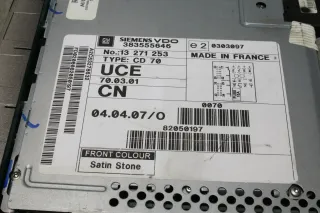 SIEMENS VDO
383555646
e2 0303097
No.:13 271 253
MADE IN FRANCE
TYPE: CD 70
UCE
70.03.01
CN
04.04.07/O
0070
82050197
FRONT COLOUR
Satin Stone